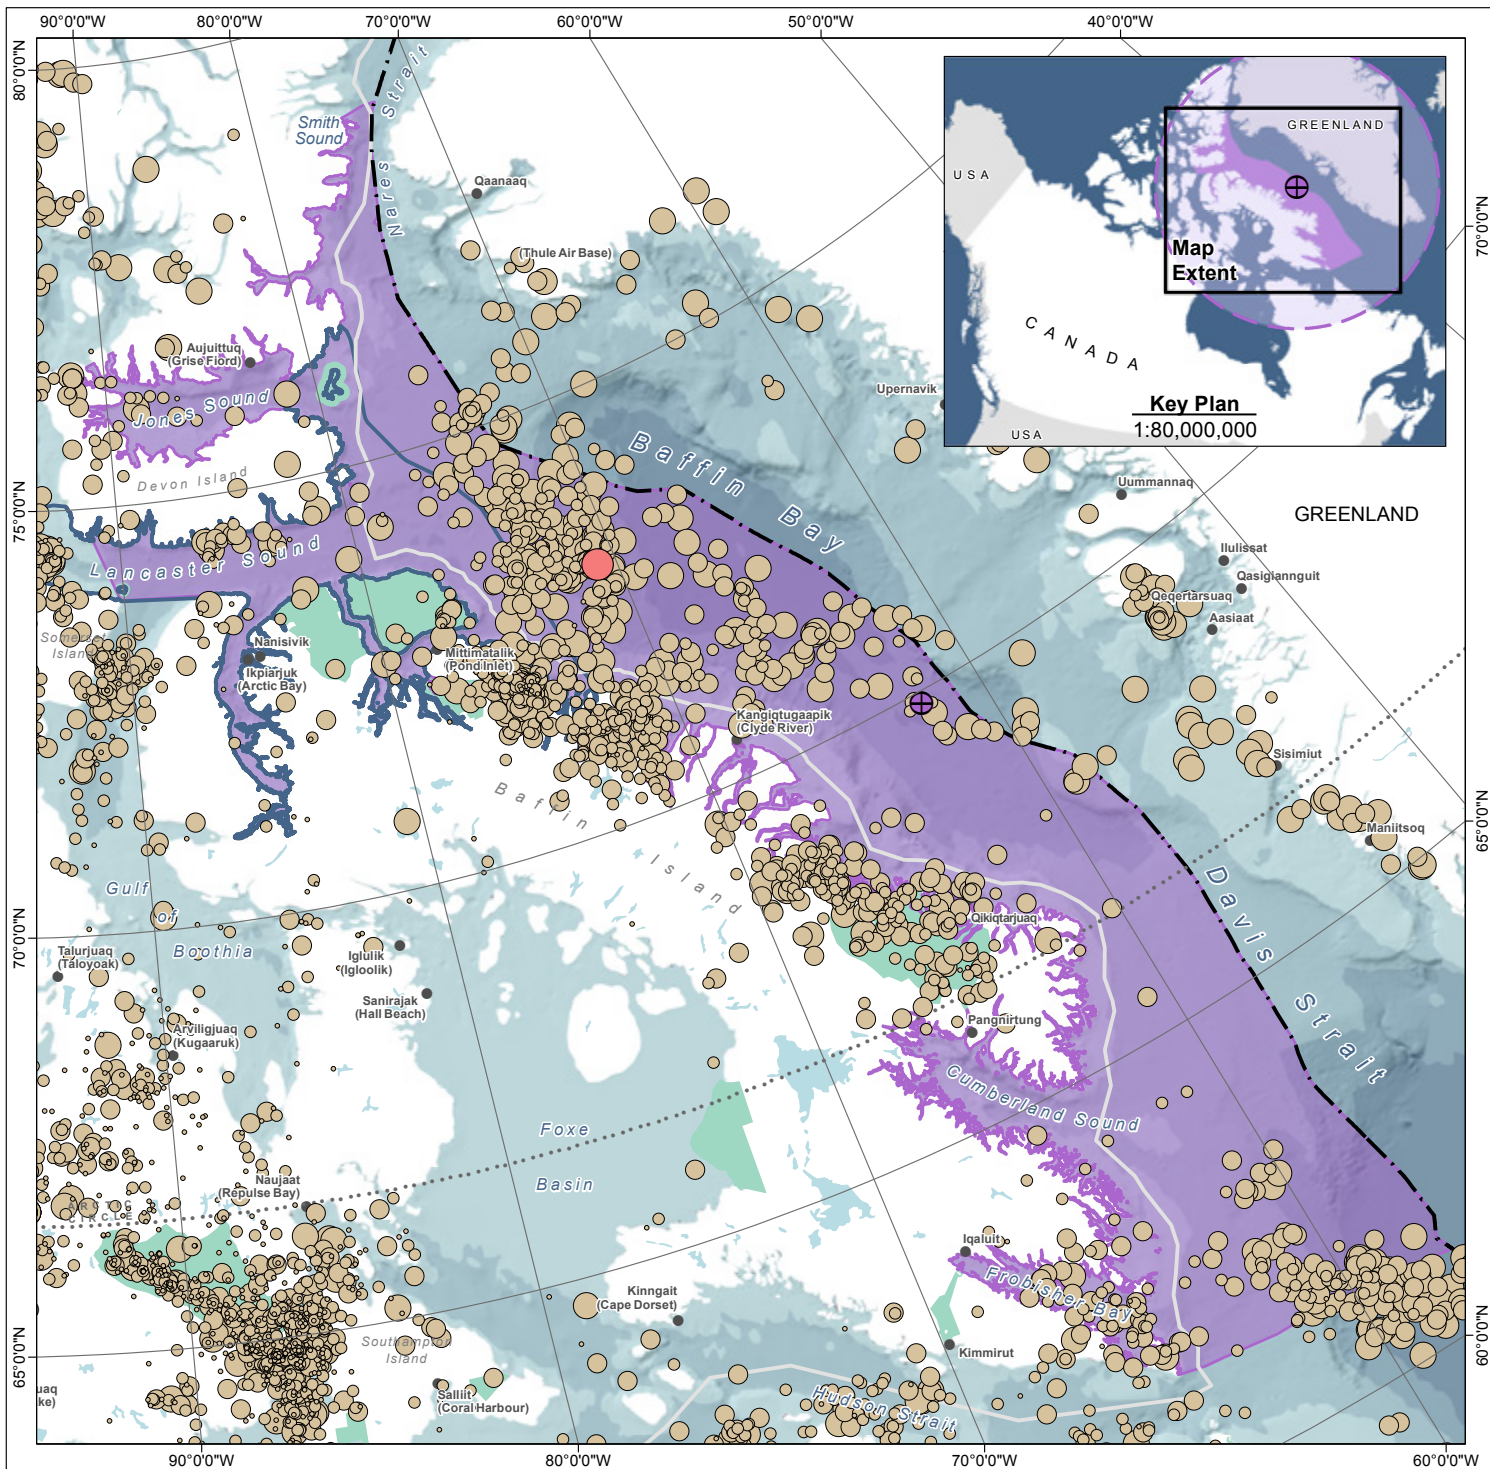 90°0'0"W
80°0'0"W
70°0'0"W
60°0'0"W
50°0'0"W
40°0'0"W
80°0'0"N
75°0'0"N
70°0'0"N
65°0'0"N
70°0'0"N
65°0'0"N
60°0'0"N
90°0'0"W
80°0'0"W
70°0'0"W
60°0'0"W
GREENLAND
USA
Map
Extent
CANADA
Key Plan
1:80,000,000
USA
Smith
Sound
Nares Strait
Qaanaaq
(Thule Air Base)
Upernavik
Aujuittuq
(Grise Fiord)
Jones Sound
Devon Island
Baffin Bay
Uummannaq
GREENLAND
Ilulissat
Qasigiannguit
Qeqertarsuaq
Aasiaat
Lancaster Sound
Somerset
Island
Nanisivik
Ikpiarjuk
(Arctic Bay)
Mittimatalik
(Pond Inlet)
Kangiqtugaapik
(Clyde River)
Sisimiut
Maniitsoq
Baffin
Island
Davis
Strait
Gulf
of
Boothia
Talurjuaq
(Taloyoak)
Iglulik
(Igloolik)
Sanirajak
(Hall Beach)
Qikiqtarjuaq
Pangnirtung
Arviligjuaq
(Kugaaruk)
Cumberland Sound
Foxe
Basin
Naujaat
(Repulse Bay)
ARCTIC
CIRCLE
Iqaluit
Frobisher Bay
Kinngait
(Cape Dorset)
Kimmirut
Southampton
Island
Salliit
(Coral Harbour)
Hudson Strait
uaq
ke)